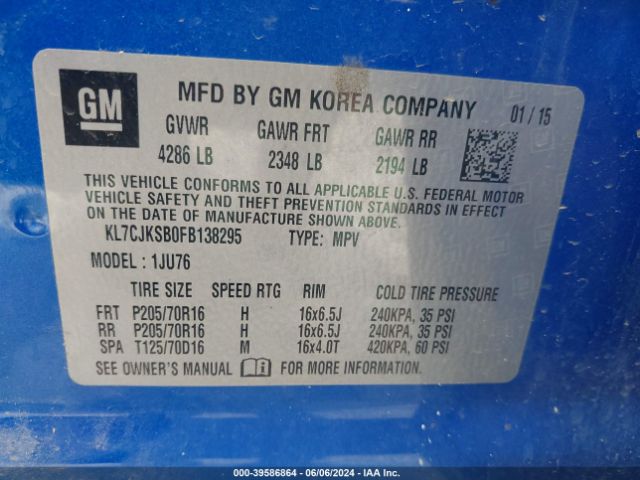 GM
MFD BY GM KOREA COMPANY 01 / 15
GVWR GAWR FRT GAWR RR
4286 LB 2348 LB 2194 LB
THIS VEHICLE CONFORMS TO ALL APPLICABLE U.S. FEDERAL MOTOR
VEHICLE SAFETY AND THEFT PREVENTION STANDARDS IN EFFECT
ON THE DATE OF MANUFACTURE SHOWN ABOVE.
KL7CJKSB0FB138295 TYPE: MPV
MODEL : 1JU76
TIRE SIZE SPEED RTG RIM COLD TIRE PRESSURE
FRT P205/70R16 H 16x6.5J 240KPA, 35 PSI
RR P205/70R16 H 16x6.5J 240KPA, 35 PSI
SPA T125/70D16 M 16x4.0T 420KPA, 60 PSI
SEE OWNER'S MANUAL FOR MORE INFORMATION.
000-39586864 - 06/06/2024 - IAA Inc.